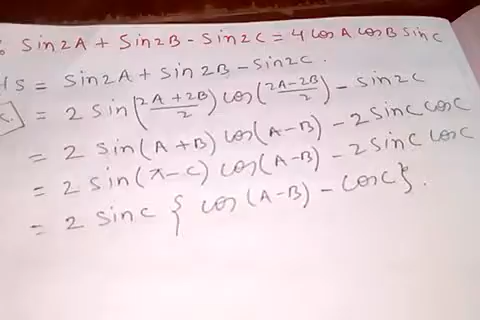 : Sin2A + Sin2B - Sin2C = 4 cosA cosB sinC
HS = Sin2A + Sin2B - Sin2C.
= 2 Sin(2A+2B/2) cos(2A-2B/2) - Sin2C
= 2 Sin(A+B) cos(A-B) - 2 SinC cosC
= 2 Sin(π-C) cos(A-B) - 2 SinC cosC
= 2 SinC { cos(A-B) - cosC}.